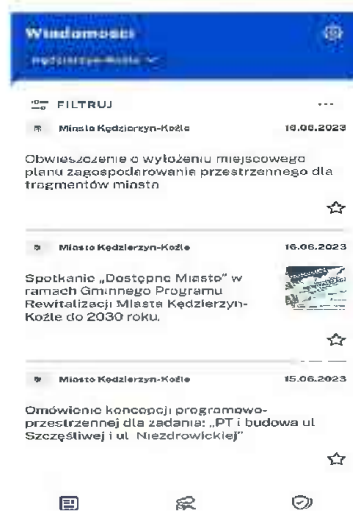 Wiadomości
Kędzierzyn-Koźle
FILTRUJ
Miasto Kędzierzyn-Koźle 16.06.2023
Obwieszczenie o wyłożeniu miejscowego
planu zagospodarowania przestrzennego dla
fragmentów miasta
Miasto Kędzierzyn-Koźle 16.06.2023
Spotkanie „Dostępne Miasto” w
ramach Gminnego Programu
Rewitalizacji Miasta Kędzierzyn-
Koźle do 2030 roku.
Miasto Kędzierzyn-Koźle 15.06.2023
Omówienie koncepcji programowo-
przestrzennej dla zadania: „PT i budowa ul
Szczęśliwej i ul Niezdrowickiej”